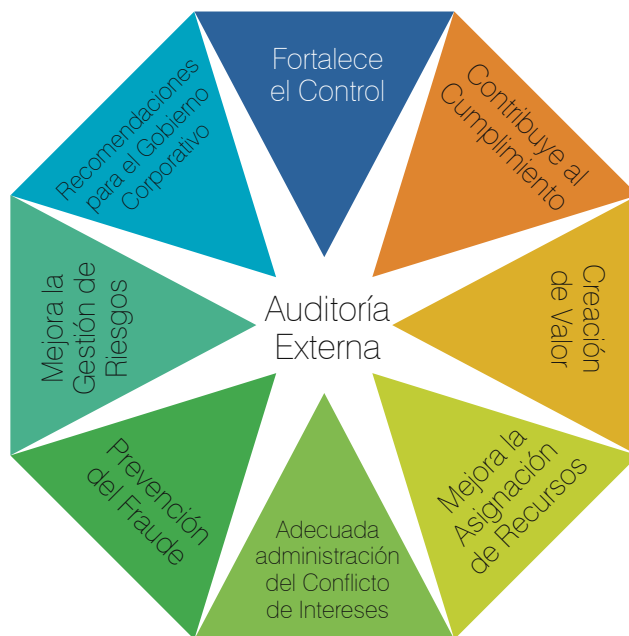 Fortalece
el Control
Contribuye al
Cumplimiento
Creación
de Valor
Mejora la
Asignación
de Recursos
Adecuada
administración
del Conflicto
de Intereses
Prevención
del Fraude
Mejora la
Gestión de
Riesgos
Recomendaciones
para el Gobierno
Corporativo
Auditoría
Externa